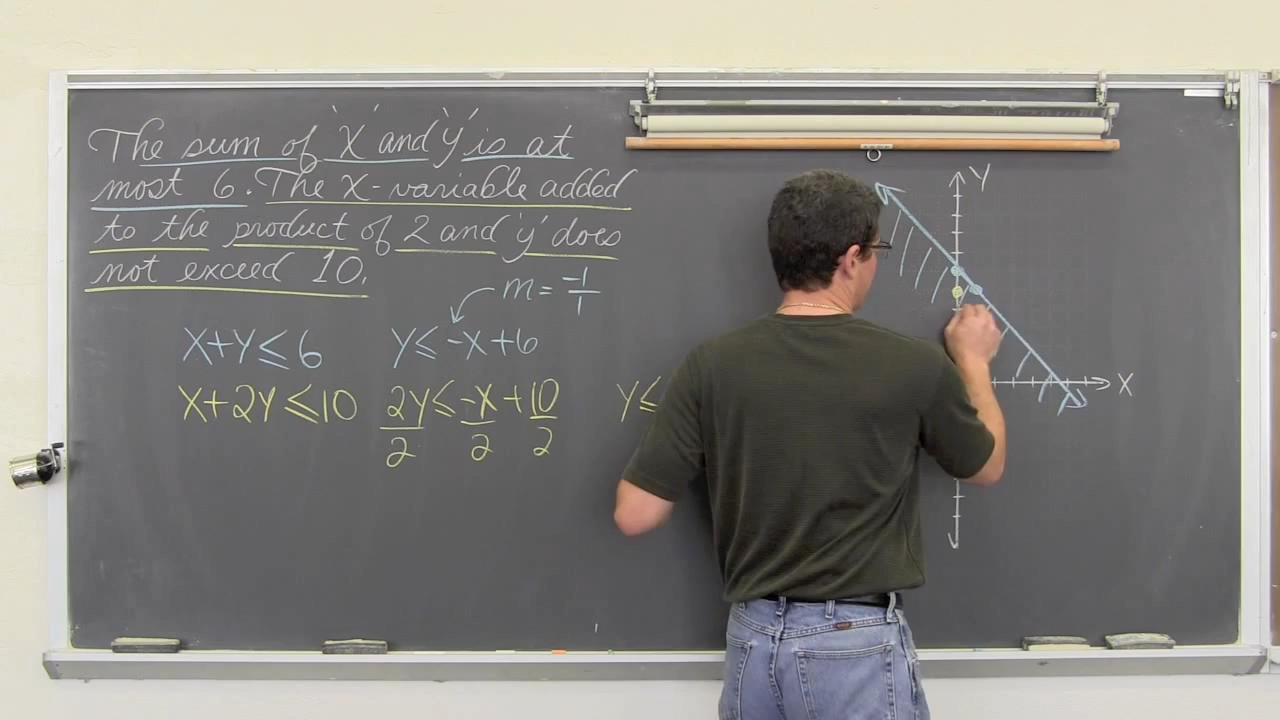 The sum of 'X' and 'Y' is at
most 6. The X-variable added
to the product of 2 and 'y' does
not exceed 10.
m = -1/1
X+Y ≤ 6
Y ≤ -X + 6
X + 2Y ≤ 10
2Y/2 ≤ -X/2 + 10/2
Y ≤
Y
X